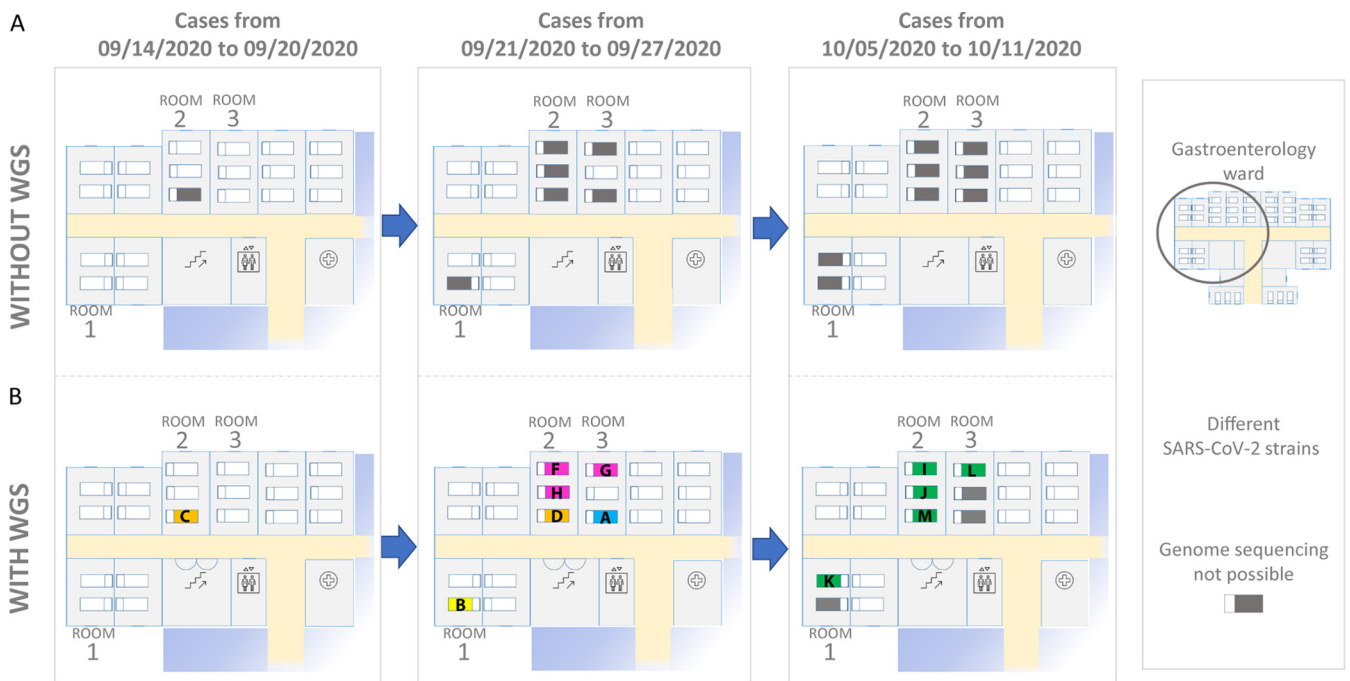 A
Cases from
09/14/2020 to 09/20/2020
Cases from
09/21/2020 to 09/27/2020
Cases from
10/05/2020 to 10/11/2020
WITHOUT WGS
ROOM
2
ROOM
3
ROOM
1
ROOM
2
ROOM
3
ROOM
1
ROOM
2
ROOM
3
ROOM
1
Gastroenterology
ward
B
WITH WGS
ROOM
2
ROOM
3
C
ROOM
1
ROOM
2
ROOM
3
F
G
H
D
A
B
ROOM
1
ROOM
2
ROOM
3
I
L
J
M
K
ROOM
1
Different
SARS-CoV-2 strains
Genome sequencing
not possible